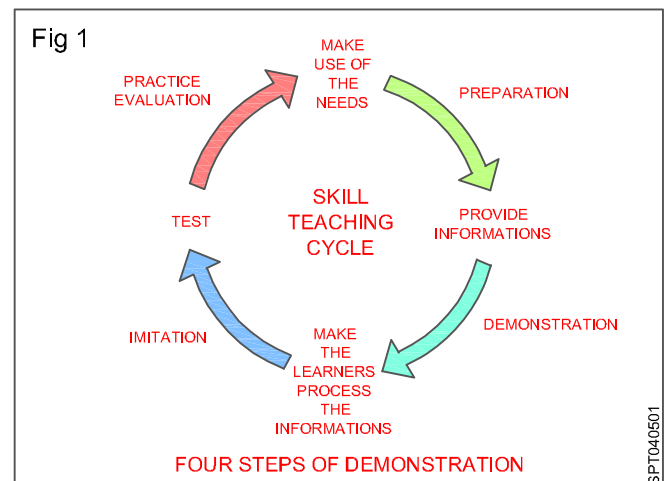 Fig 1
MAKE
USE OF
THE
NEEDS
PRACTICE
EVALUATION
PREPARATION
SKILL
TEACHING
CYCLE
TEST
PROVIDE
INFORMATIONS
IMITATION
DEMONSTRATION
MAKE
THE
LEARNERS
PROCESS
THE
INFORMATIONS
FOUR STEPS OF DEMONSTRATION
SPT040501